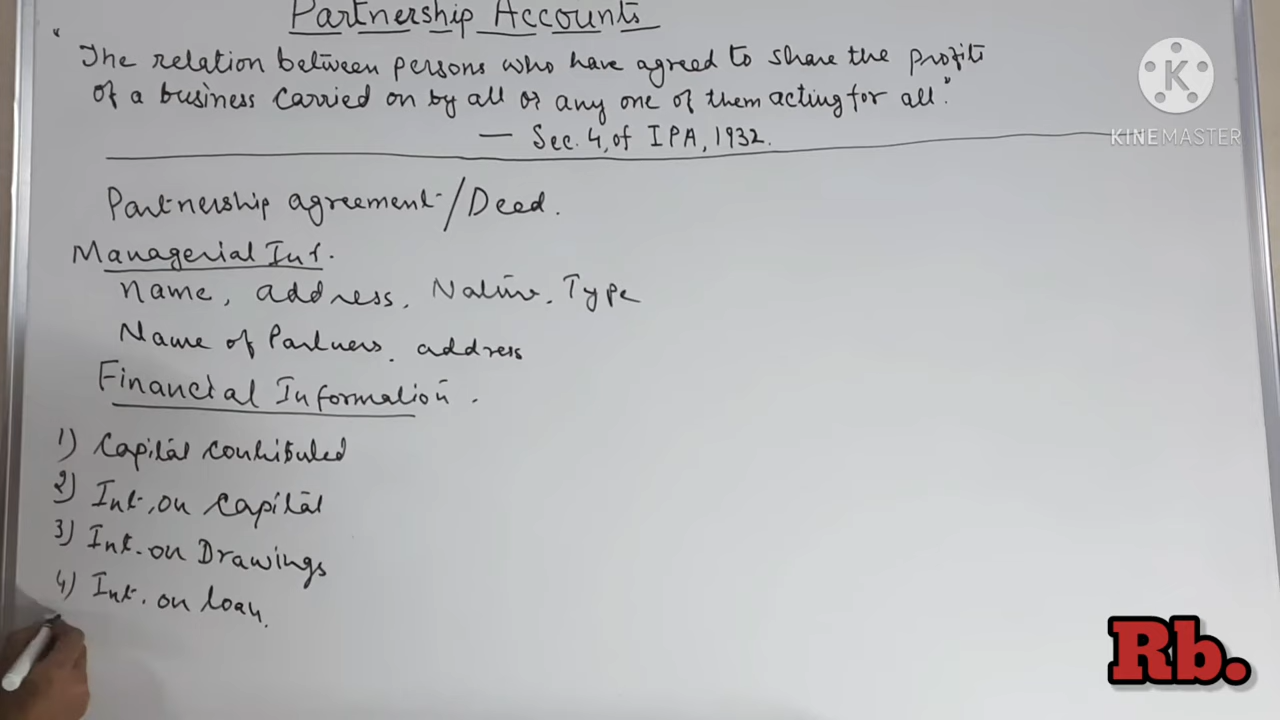 Partnership Accounts
"The relation between persons who have agreed to share the profits
of a business carried on by all or any one of them acting for all."
— Sec. 4, of IPA, 1932.
KINEMASTER
Partnership agreement/Deed.
Managerial Inf.
Name, address, Nature, Type
Name of Partners, address
Financial Information.
1) Capital contributed
2) Int. on Capital
3) Int. on Drawings
4) Int. on loan.
Rb.